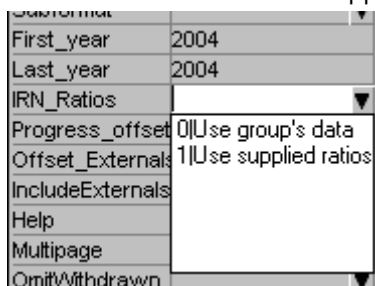 Subformat
First_year 2004
Last_year 2004
IRN_Ratios
Progress_offset 0|Use group's data
Offset_Externals 1|Use supplied ratios
IncludeExternals
Help
Multipage
OmitWithdrawn